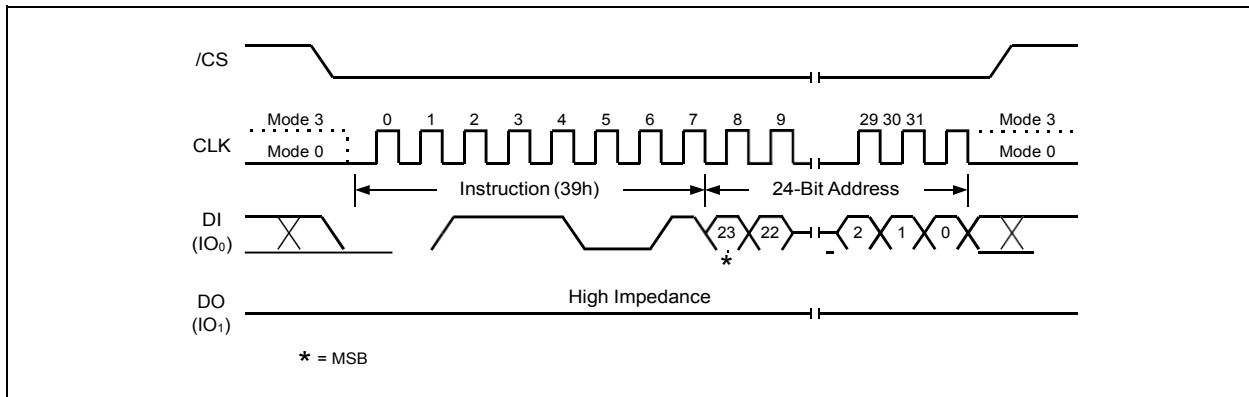 /CS
Mode 3 0 1 2 3 4 5 6 7 8 9 29 30 31 Mode 3
CLK
Mode 0 Mode 0
Instruction (39h) 24-Bit Address
DI
(IO₀)
23 22 2 1 0
*
High Impedance
DO
(IO₁)
* = MSB